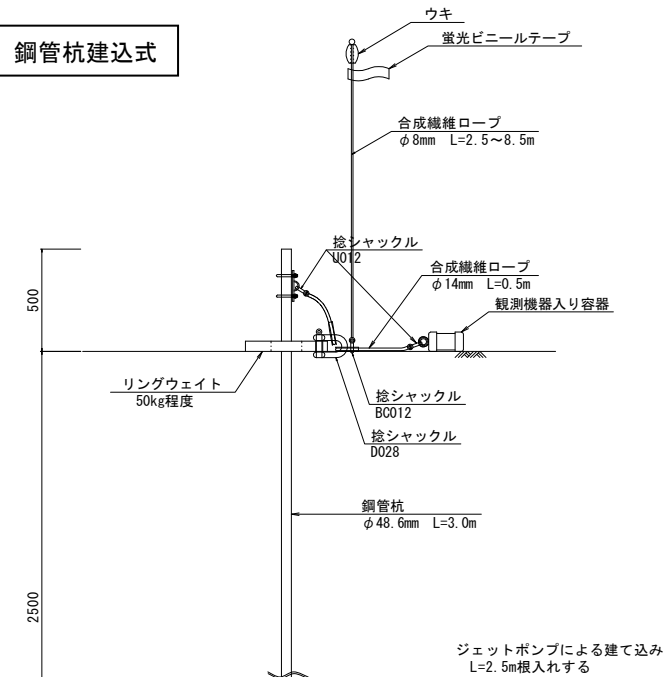 ウキ
鋼管杭建込式
蛍光ビニールテープ
合成繊維ロープ
φ8mm L=2.5～8.5m
捻シャックル
U012
合成繊維ロープ
φ14mm L=0.5m
観測機器入り容器
500
リングウェイト
50kg程度
捻シャックル
BC012
捻シャックル
D028
鋼管杭
φ48.6mm L=3.0m
2500
ジェットポンプによる建て込み
L=2.5m根入れする